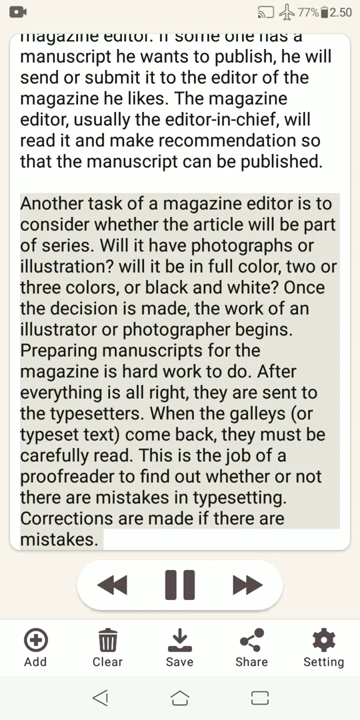 77% 2.50
magazine editor. If some one has a
manuscript he wants to publish, he will
send or submit it to the editor of the
magazine he likes. The magazine
editor, usually the editor-in-chief, will
read it and make recommendation so
that the manuscript can be published.
Another task of a magazine editor is to
consider whether the article will be part
of series. Will it have photographs or
illustration? will it be in full color, two or
three colors, or black and white? Once
the decision is made, the work of an
illustrator or photographer begins.
Preparing manuscripts for the
magazine is hard work to do. After
everything is all right, they are sent to
the typesetters. When the galleys (or
typeset text) come back, they must be
carefully read. This is the job of a
proofreader to find out whether or not
there are mistakes in typesetting.
Corrections are made if there are
mistakes.
Add Clear Save Share Setting